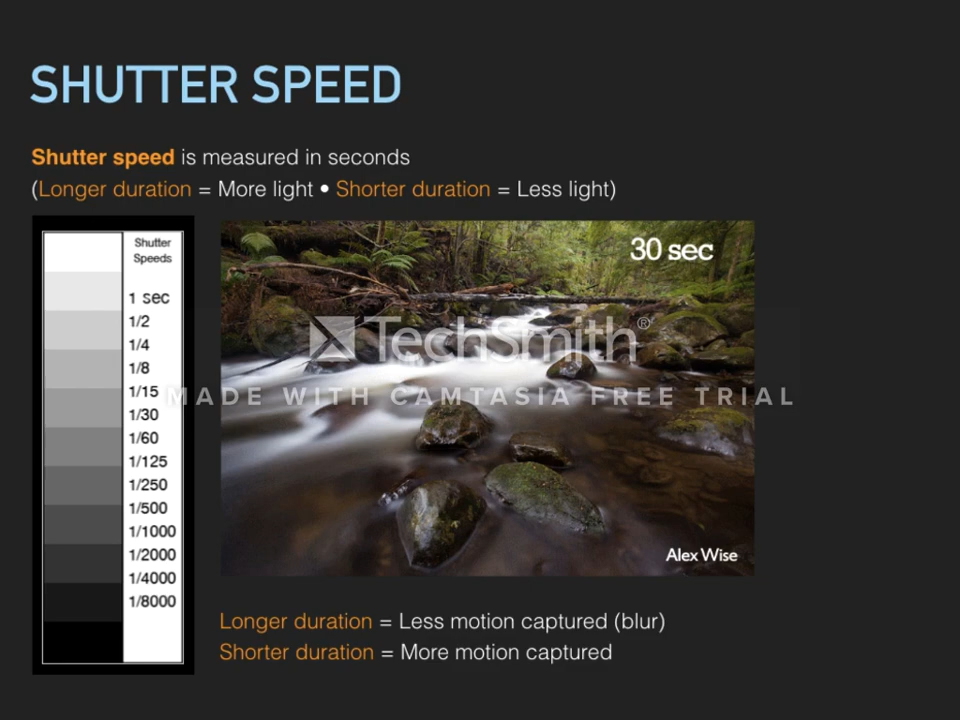 SHUTTER SPEED
Shutter speed is measured in seconds
(Longer duration = More light • Shorter duration = Less light)
Shutter
Speeds
1 sec
1/2
1/4
1/8
1/15
1/30
1/60
1/125
1/250
1/500
1/1000
1/2000
1/4000
1/8000
30 sec
TechSmith®
MADE WITH CAMTASIA FREE TRIAL
Alex Wise
Longer duration = Less motion captured (blur)
Shorter duration = More motion captured